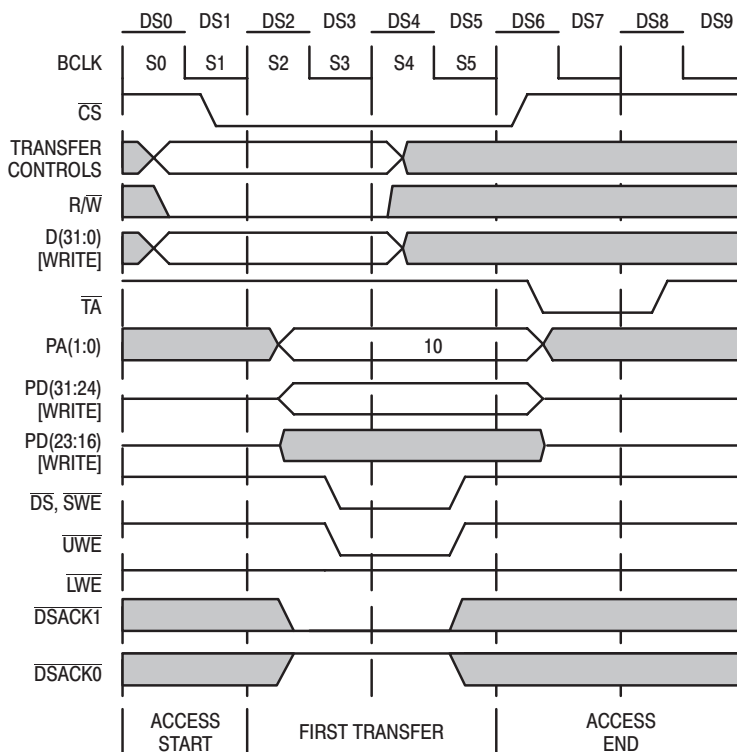 DS0 DS1 DS2 DS3 DS4 DS5 DS6 DS7 DS8 DS9
BCLK S0 S1 S2 S3 S4 S5
CS
TRANSFER
CONTROLS
R/W
D(31:0)
[WRITE]
TA
PA(1:0) 10
PD(31:24)
[WRITE]
PD(23:16)
[WRITE]
DS, SWE
UWE
LWE
DSACK1
DSACK0
ACCESS
START
FIRST TRANSFER
ACCESS
END